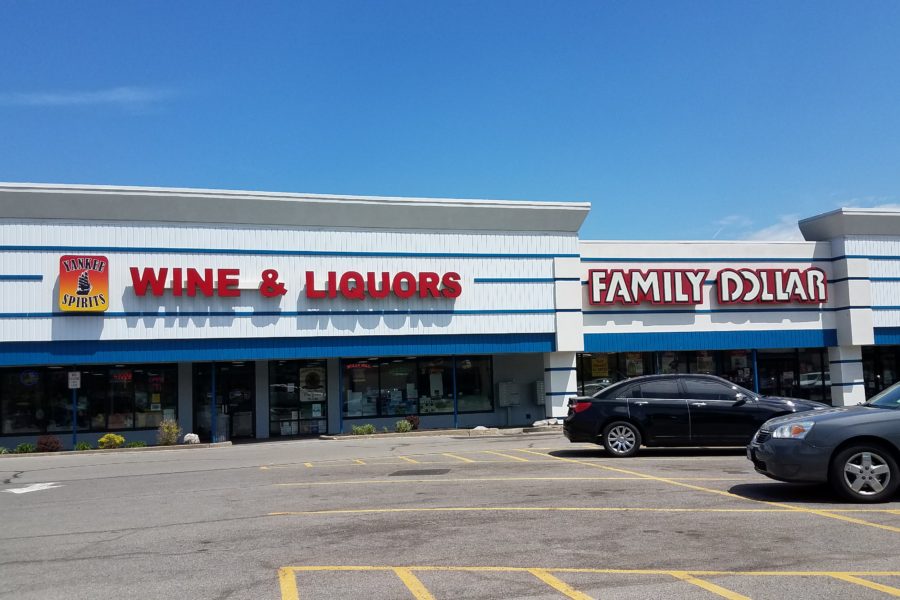 YANKEE
SPIRITS
WINE & LIQUORS
FAMILY DOLLAR